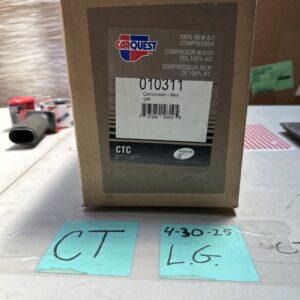 CARQUEST
100% NEW A/C
COMPRESSOR
COMPRESOR NUEVO
DEL 100% A/C
COMPRESSEUR NEUF
DE 100% A/C
010311
Compressor - New
CTC
CT
4-30-25
L.G.